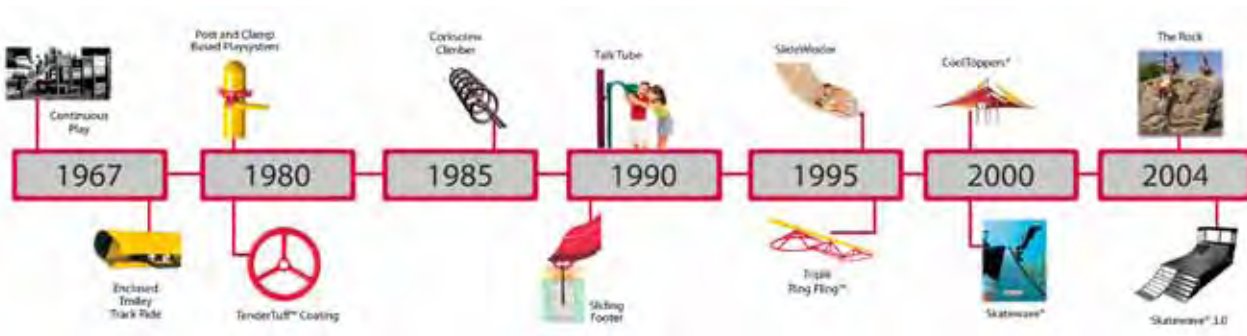 Post and Clamp
Based Playsystem
Corkscrew
Climber
Talk Tube
SlideWinder
CoolToppers®
The Rock
Continuous
Play
1967
1980
1985
1990
1995
2000
2004
Enclosed
Trolley
Track Ride
TenderTuff™ Coating
Sliding
Footer
Triple
Ring Fling™
Skatewave®
Skatewave® 3.0